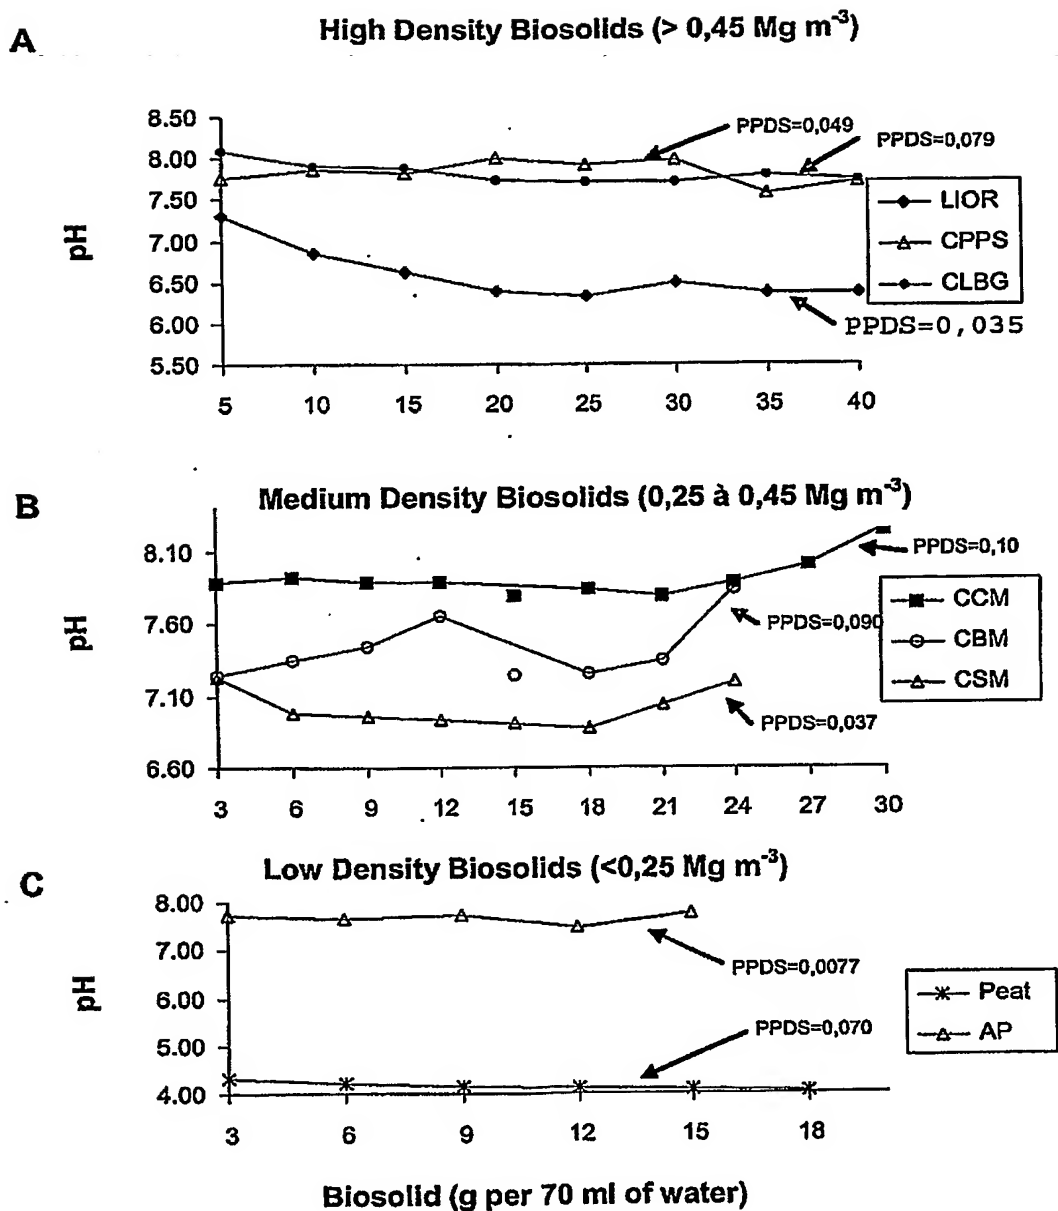 A
High Density Biosolids (> 0,45 Mg m-3)
pH
8.50
8.00
7.50
7.00
6.50
6.00
5.50
5
10
15
20
25
30
35
40
PPDS=0,049
PPDS=0,079
PPDS=0,035
LIOR
CPPS
CLBG
B
Medium Density Biosolids (0,25 à 0,45 Mg m-3)
pH
8.10
7.60
7.10
6.60
3
6
9
12
15
18
21
24
27
30
PPDS=0,10
PPDS=0,090
PPDS=0,037
CCM
CBM
CSM
C
Low Density Biosolids (<0,25 Mg m-3)
pH
8.00
7.00
6.00
5.00
4.00
3
6
9
12
15
18
PPDS=0,0077
PPDS=0,070
Peat
AP
Biosolid (g per 70 ml of water)